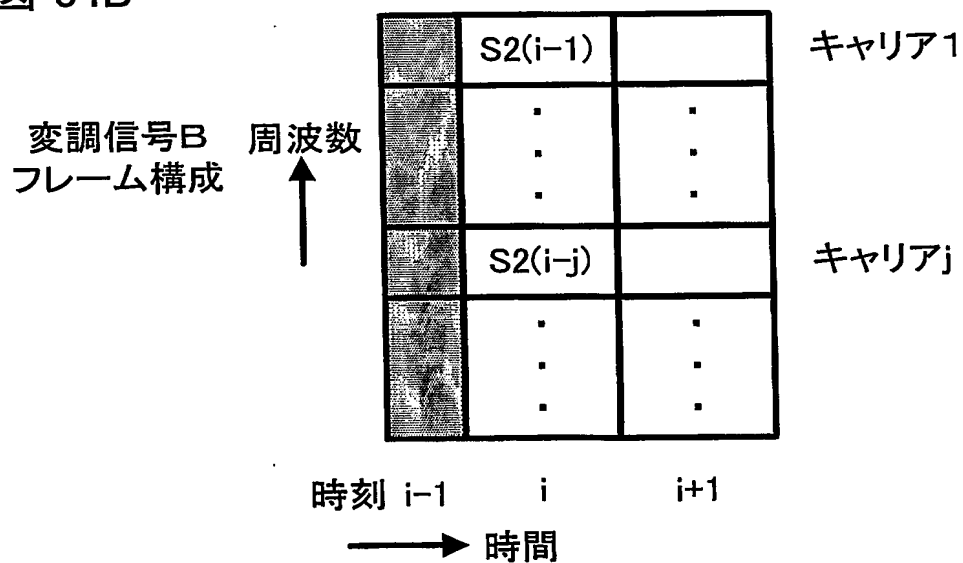 S2(i-1)
キャリア1
変調信号B
フレーム構成
周波数
S2(i-j)
キャリアj
時刻 i-1 i i+1
時間